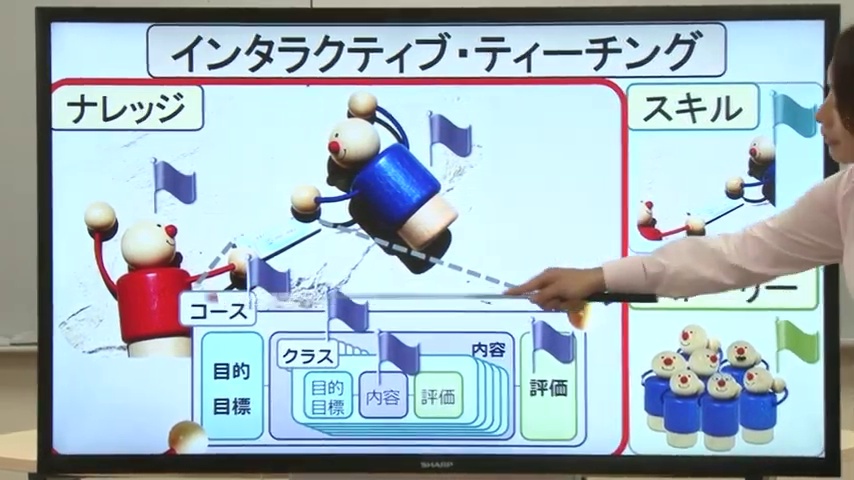 インタラクティブ・ティーチング
ナレッジ
スキル
リー
コース
クラス
内容
目的
目標
目的
目標
内容
評価
評価
SHARP